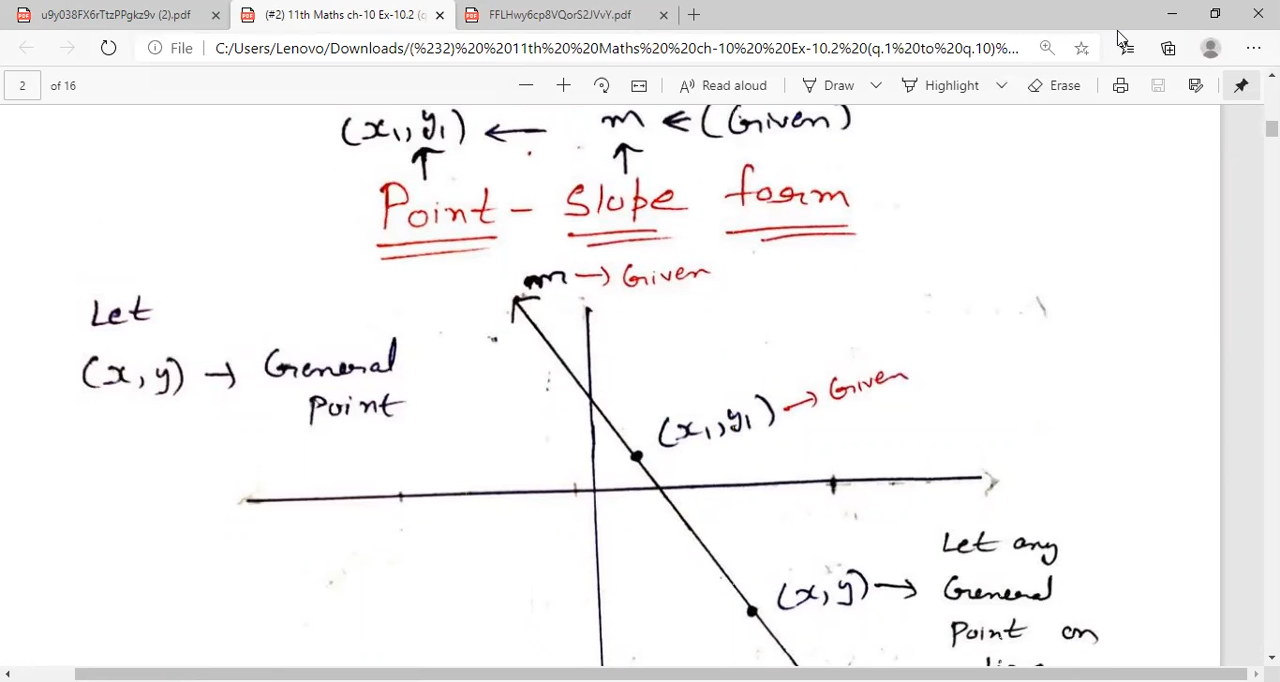 u9y038FX6rTtzPPgkz9v (2).pdf
(#2) 11th Maths ch-10 Ex-10.2 (q
FFLHwy6cp8VQorS2JVvY.pdf
File
C:/Users/Lenovo/Downloads/(%232)%20%2011th%20%20Maths%20%20ch-10%20%20Ex-10.2%20(q.1%20to%20q.10)%...
2 of 16
Read aloud
Draw
Highlight
Erase
(x₁, y₁) ← m ← (Given)
↑ ↑
Point - Slope form
m → Given
Let
(x, y) → General
Point
(x₁, y₁) → Given
Let any
(x, y) → General
Point on
line